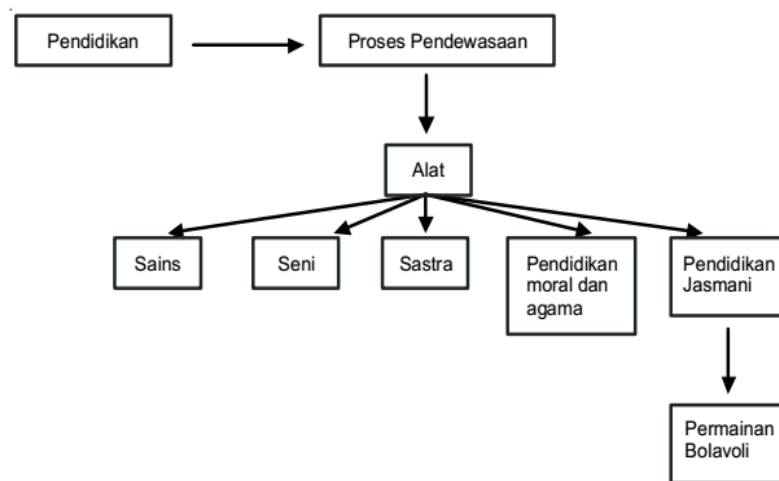 Pendidikan
Proses Pendewasaan
Alat
Sains
Seni
Sastra
Pendidikan
moral dan
agama
Pendidikan
Jasmani
Permainan
Bolavoli